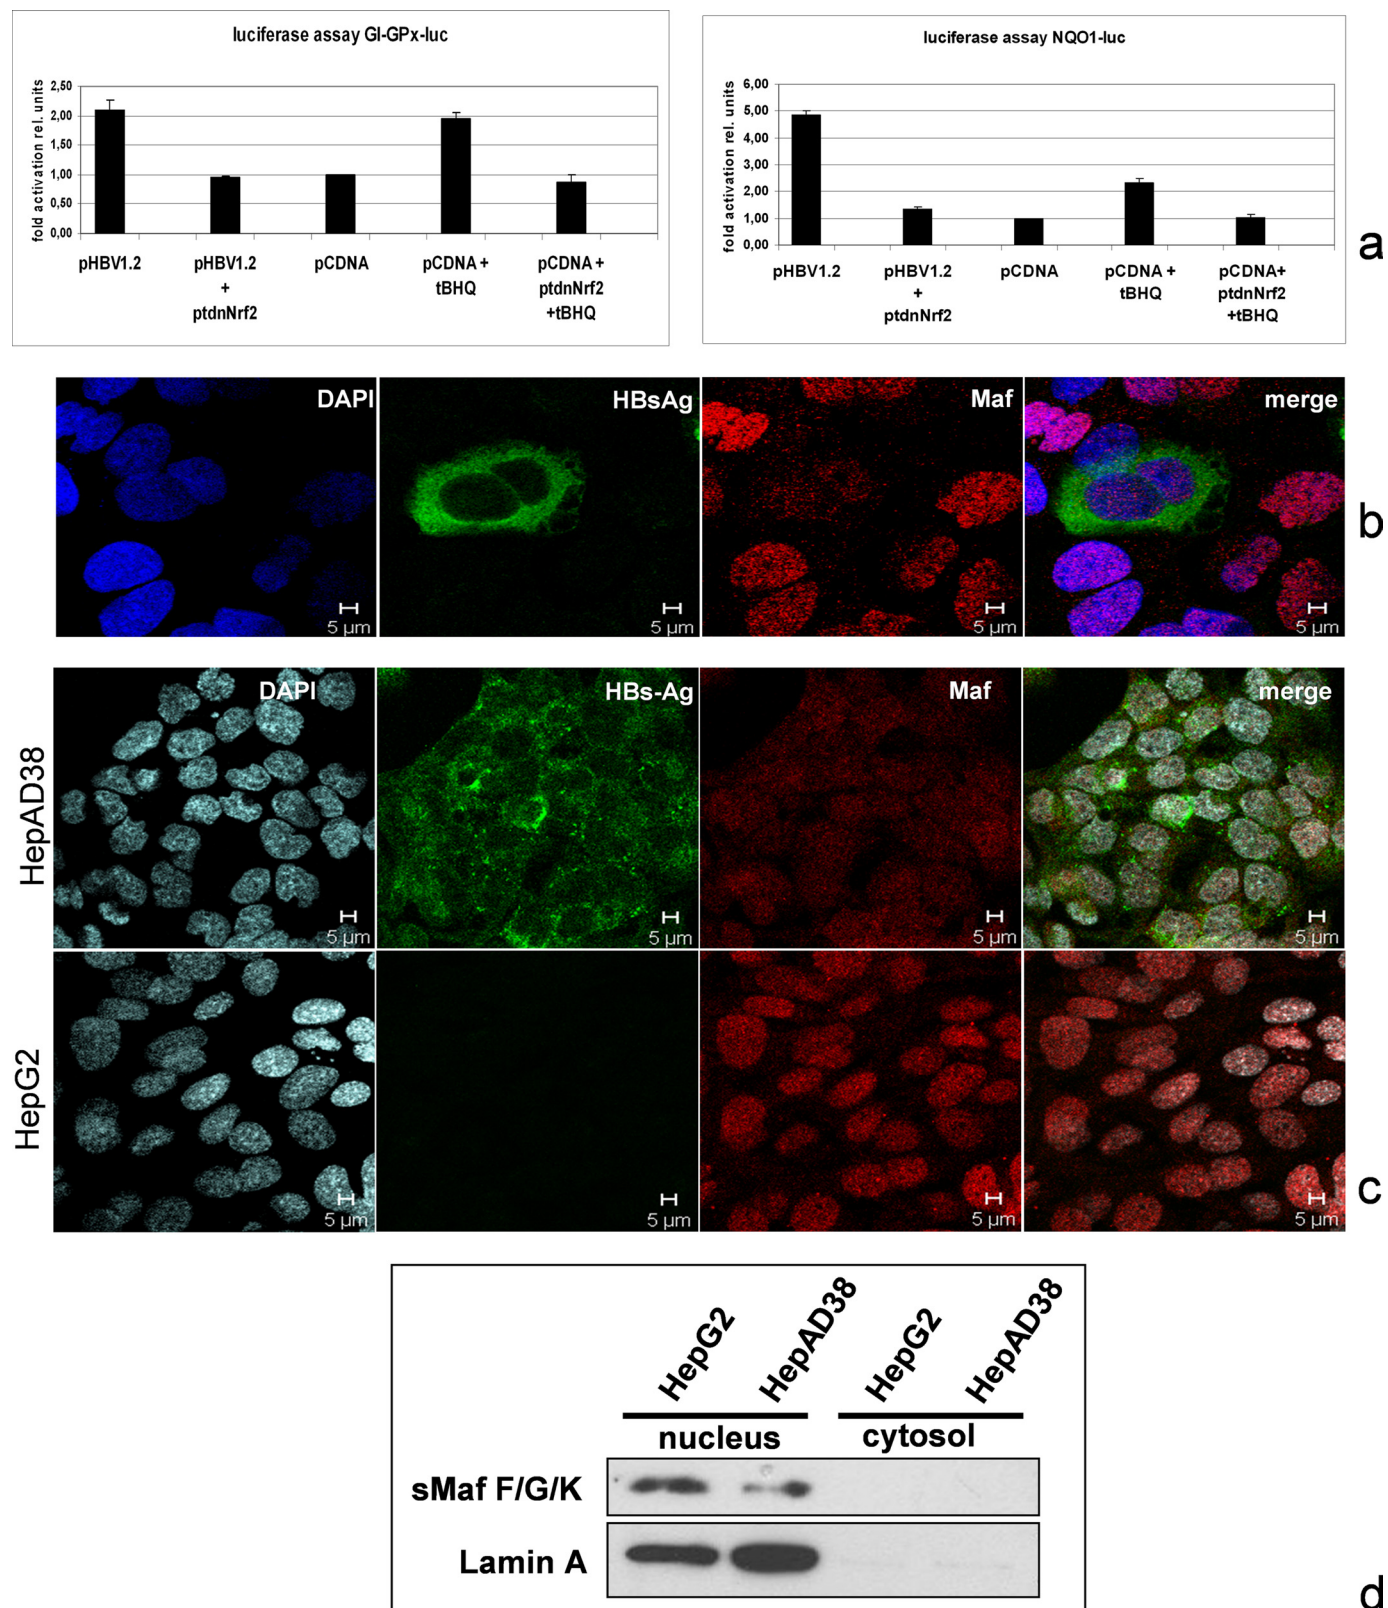 luciferase assay GI-GPx-luc
fold activation rel. units
2,50
2,00
1,50
1,00
0,50
0,00
pHBV1.2
pHBV1.2
+
ptdnNrf2
pCDNA
pCDNA +
tBHQ
pCDNA +
ptdnNrf2
+tBHQ
luciferase assay NQO1-luc
fold activation rel. units
6,00
5,00
4,00
3,00
2,00
1,00
0,00
pHBV1.2
pHBV1.2
+
ptdnNrf2
pCDNA
pCDNA +
tBHQ
pCDNA+
ptdnNrf2
+tBHQ
a
DAPI
HBsAg
Maf
merge
5 µm
5 µm
5 µm
5 µm
b
HepAD38
DAPI
HBs-Ag
Maf
merge
5 µm
5 µm
5 µm
5 µm
HepG2
5 µm
5 µm
5 µm
5 µm
c
HepG2
HepAD38
HepG2
HepAD38
nucleus
cytosol
sMaf F/G/K
Lamin A
d